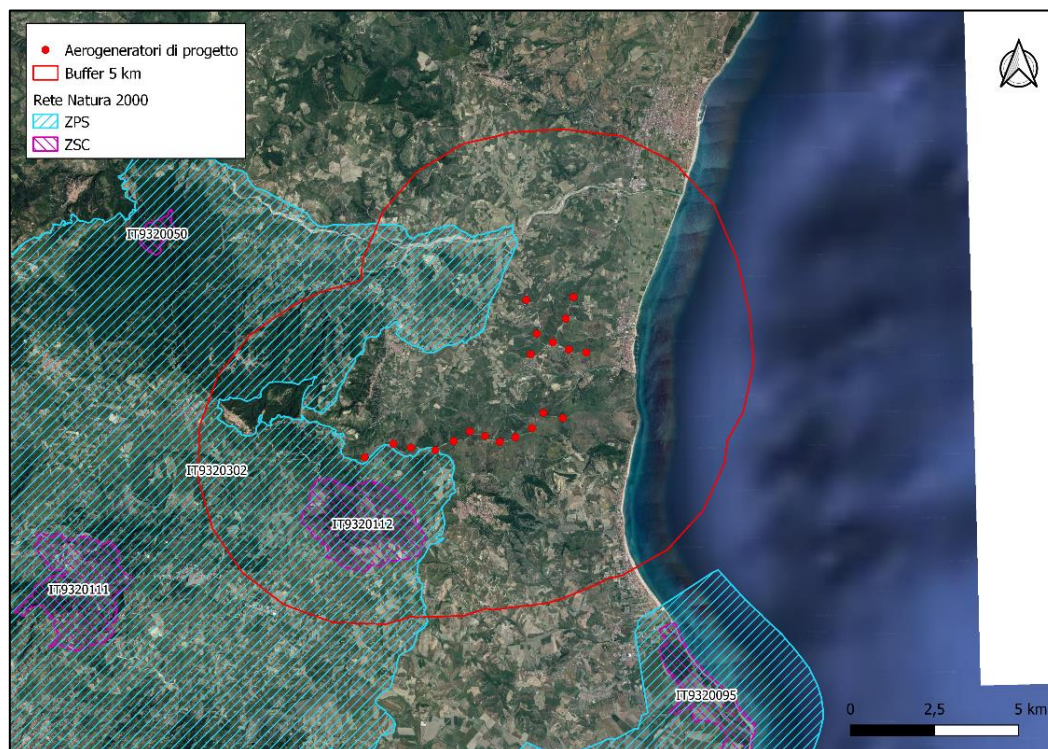 Aerogeneratori di progetto
Buffer 5 km
Rete Natura 2000
ZPS
ZSC
IT9320050
IT9320302
IT9320112
IT9320111
IT9320095
0 2,5 5 km